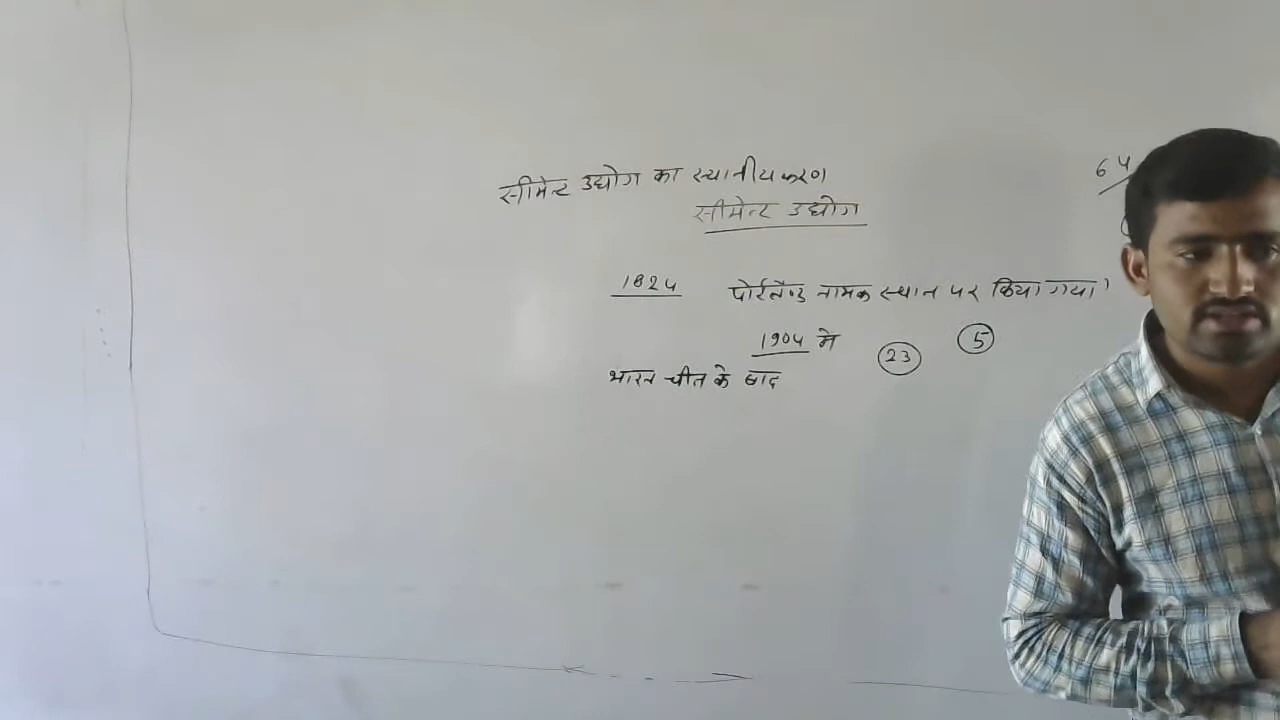 सीमेन्ट उद्योग का स्थानीयकरण
सीमेन्ट उद्योग
64
1824 पोर्टलैण्ड नामक स्थान पर किया गया।
1904 मे 23 5
भारत चीन के बाद